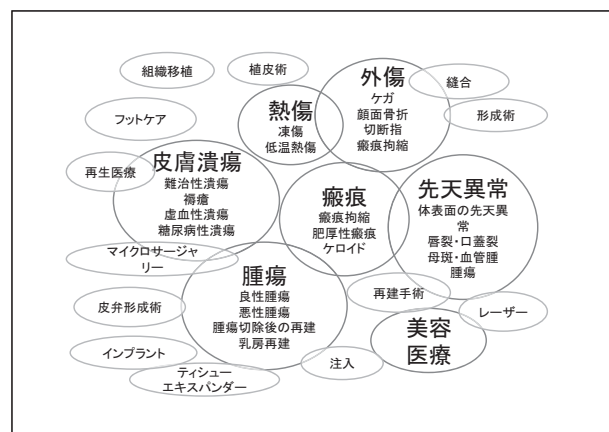 組織移植
植皮術
外傷
ケガ
顔面骨折
切断指
瘢痕拘縮
縫合
形成術
熱傷
凍傷
低温熱傷
フットケア
再生医療
皮膚潰瘍
難治性潰瘍
褥瘡
虚血性潰瘍
糖尿病性潰瘍
瘢痕
瘢痕拘縮
肥厚性瘢痕
ケロイド
先天異常
体表面の先天異
常
唇裂・口蓋裂
母斑・血管腫
腫瘍
マイクロサージャ
リー
腫瘍
良性腫瘍
悪性腫瘍
腫瘍切除後の再建
乳房再建
再建手術
レーザー
皮弁形成術
美容
医療
インプラント
注入
ティシュー
エキスパンダー